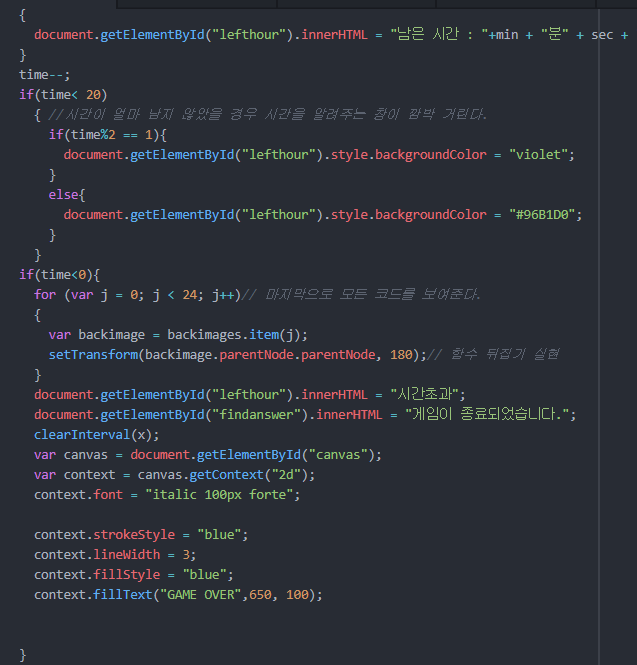 {
document.getElementById("lefthour").innerHTML = "남은 시간 : "+min + "분" + sec +
}
time--;
if(time< 20)
{ //시간이 얼마 남지 않았을 경우 시간을 알려주는 창이 깜박 거린다.
if(time%2 == 1){
document.getElementById("lefthour").style.backgroundColor = "violet";
}
else{
document.getElementById("lefthour").style.backgroundColor = "#96B1D0";
}
}
if(time<0){
for (var j = 0; j < 24; j++)// 마지막으로 모든 코드를 보여준다.
{
var backimage = backimages.item(j);
setTransform(backimage.parentNode.parentNode, 180);// 함수 뒤집기 실현
}
document.getElementById("lefthour").innerHTML = "시간초과";
document.getElementById("findanswer").innerHTML = "게임이 종료되었습니다.";
clearInterval(x);
var canvas = document.getElementById("canvas");
var context = canvas.getContext("2d");
context.font = "italic 100px forte";
context.strokeStyle = "blue";
context.lineWidth = 3;
context.fillStyle = "blue";
context.fillText("GAME OVER",650, 100);
}